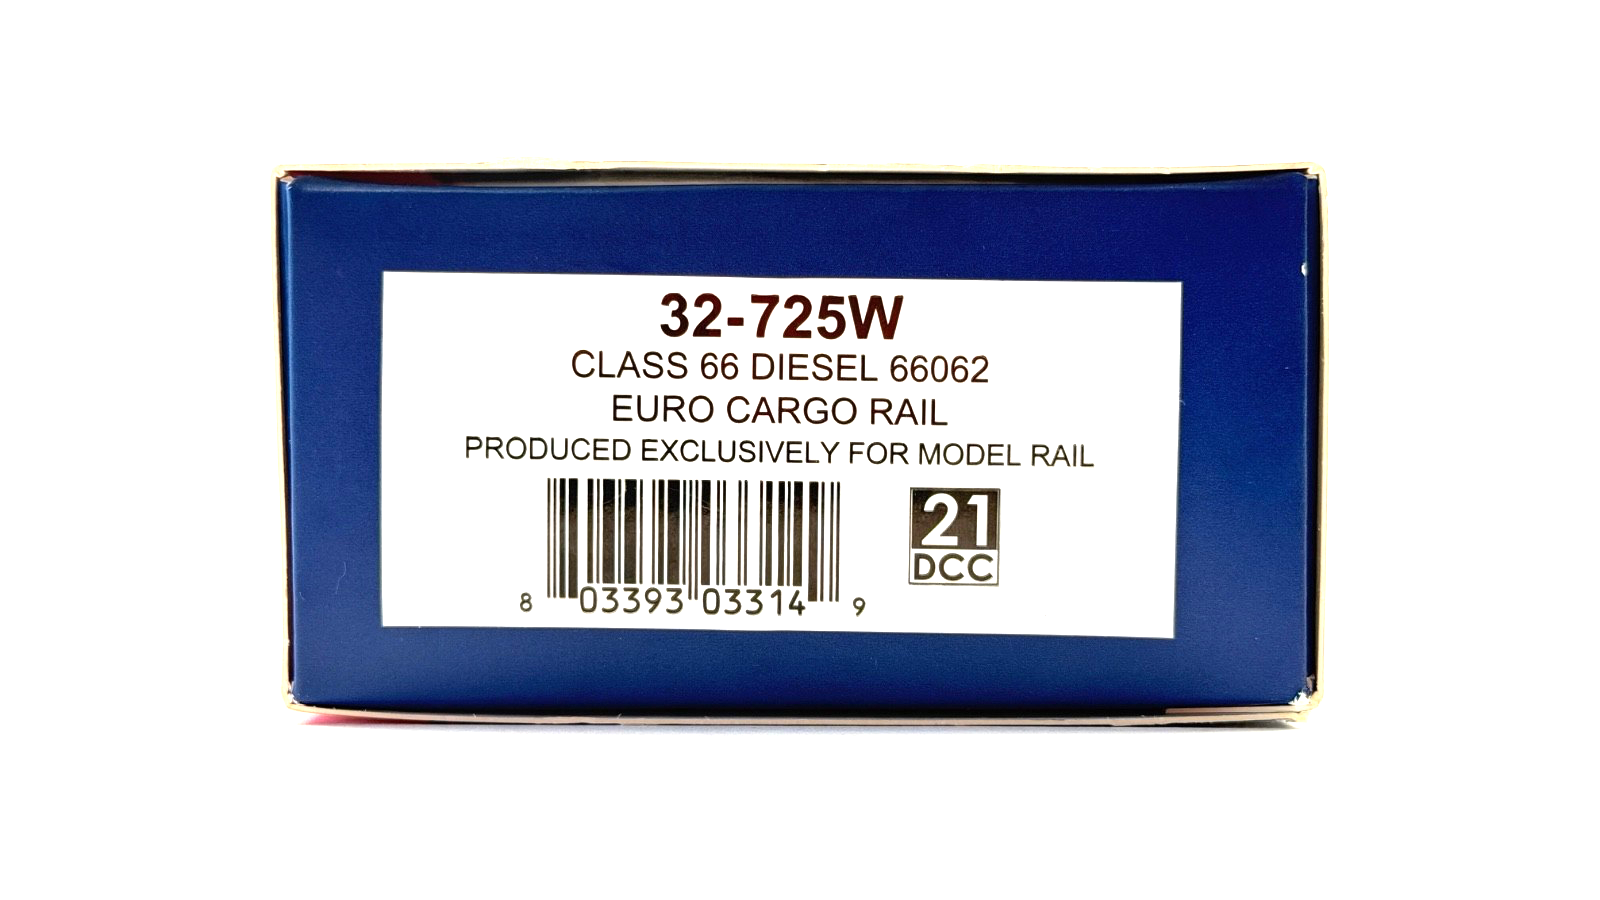 32-725W
CLASS 66 DIESEL 66062
EURO CARGO RAIL
PRODUCED EXCLUSIVELY FOR MODEL RAIL
21
DCC
8 03393 03314 9